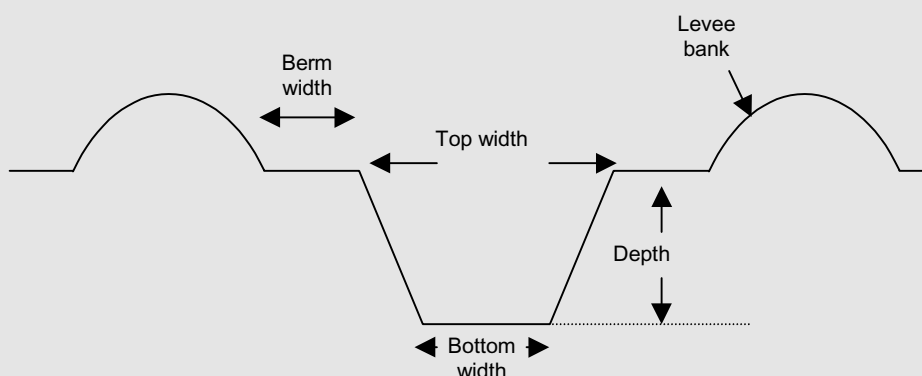 Levee
bank
Berm
width
Top width
Depth
Bottom
width